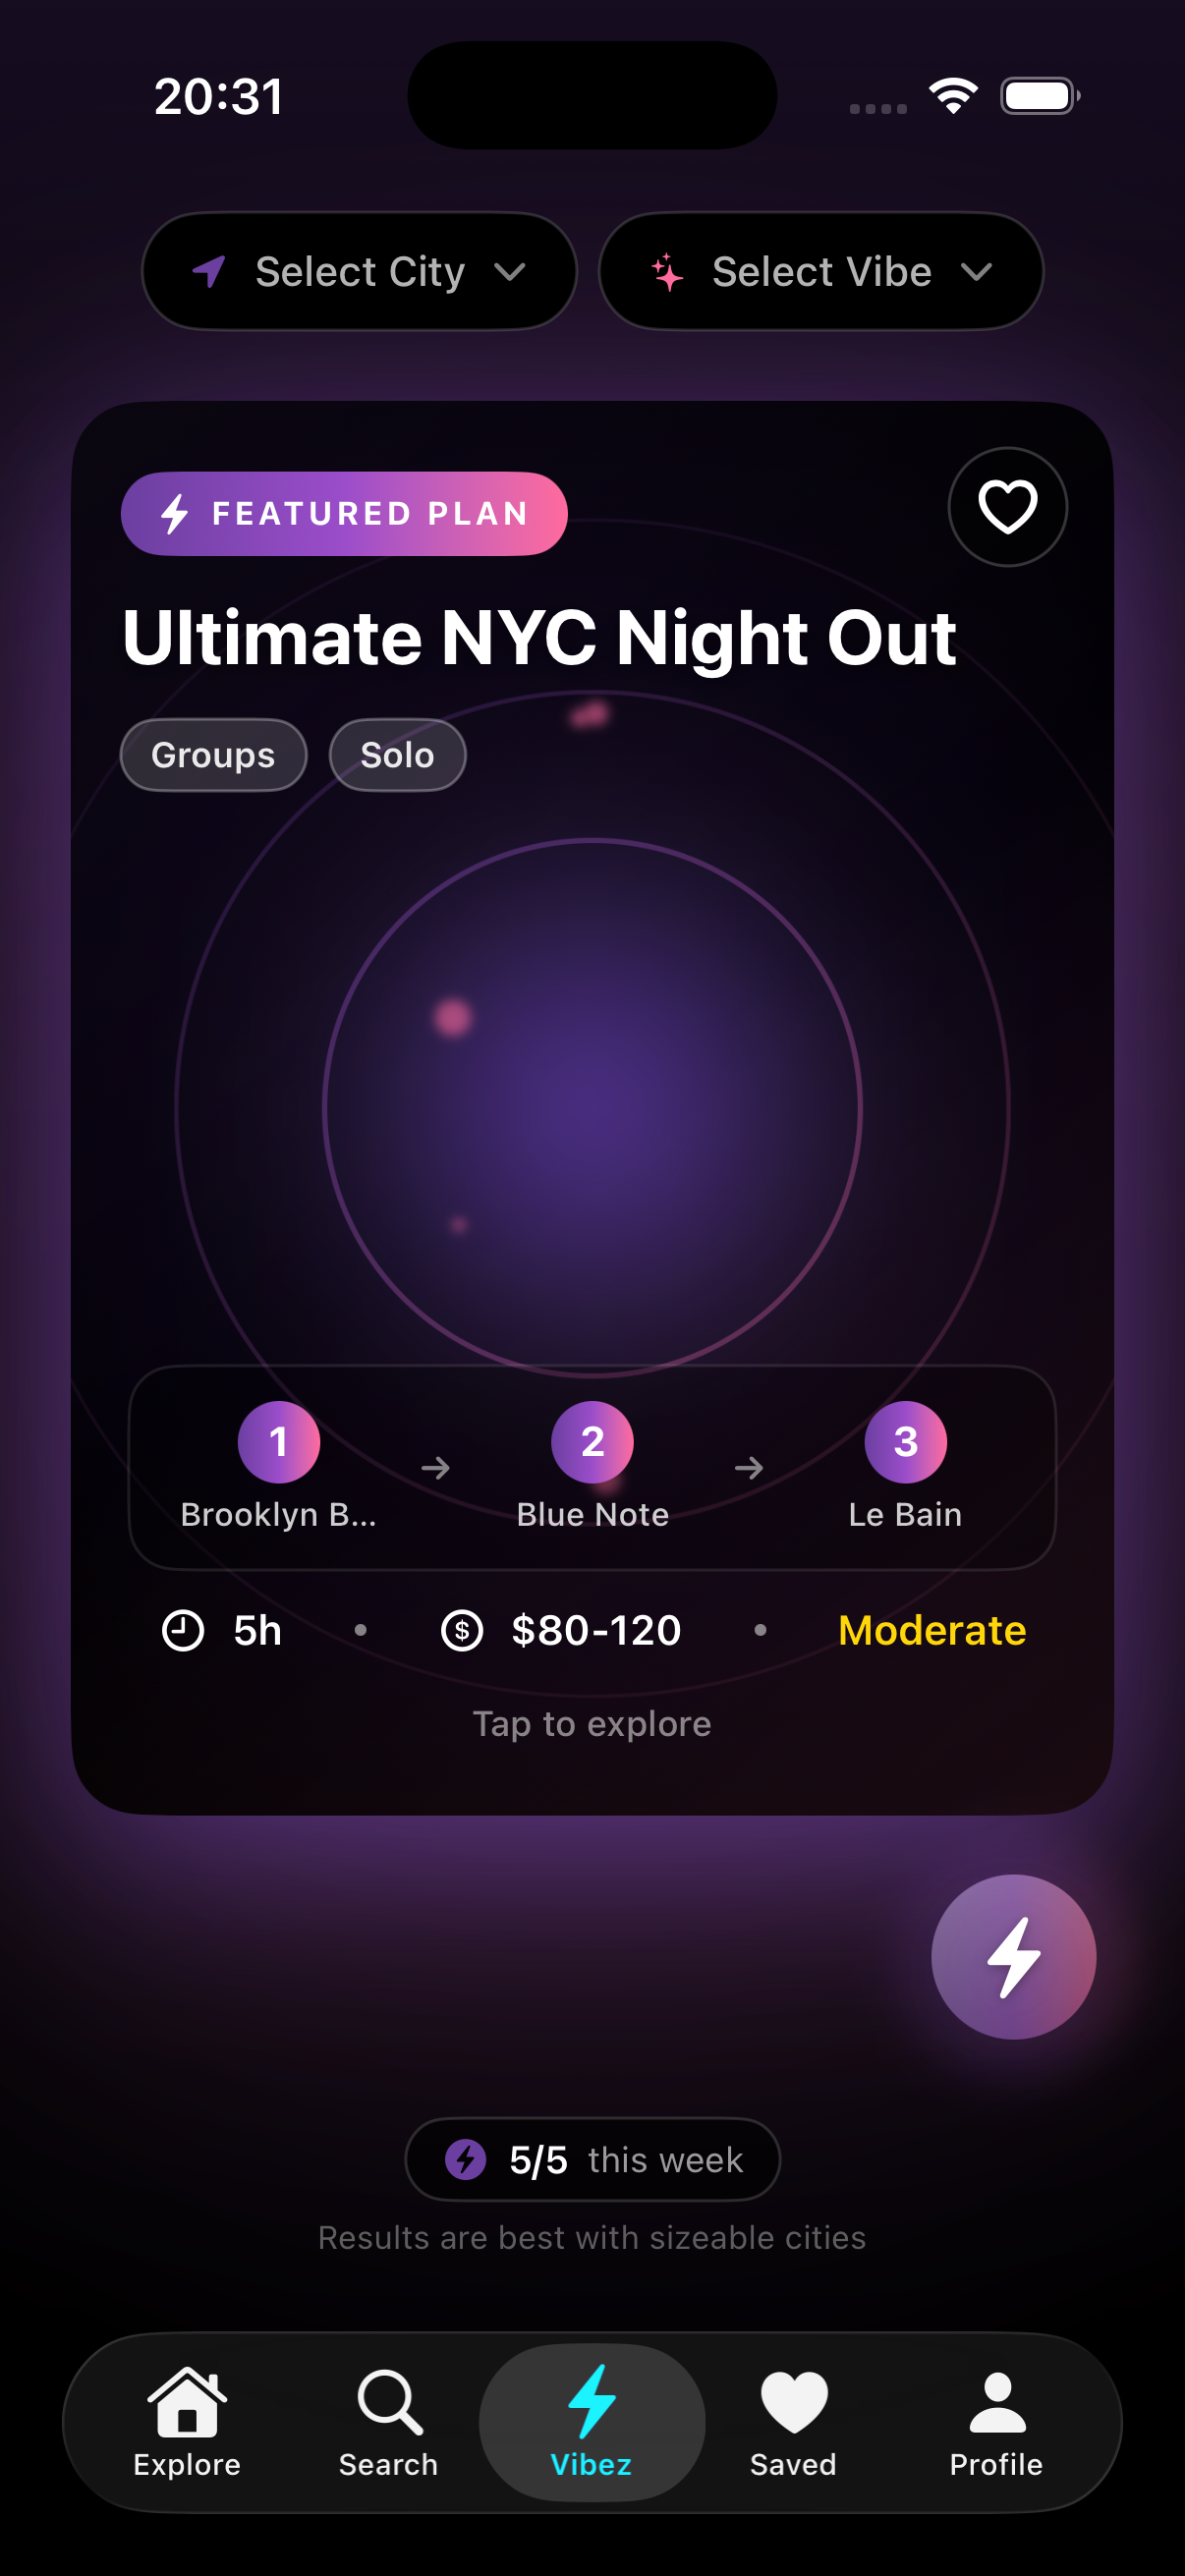 20:31
Select City
Select Vibe
FEATURED PLAN
Ultimate NYC Night Out
Groups
Solo
1
2
3
Brooklyn B...
Blue Note
Le Bain
5h
$80-120
Moderate
Tap to explore
5/5 this week
Results are best with sizeable cities
Explore
Search
Vibez
Saved
Profile